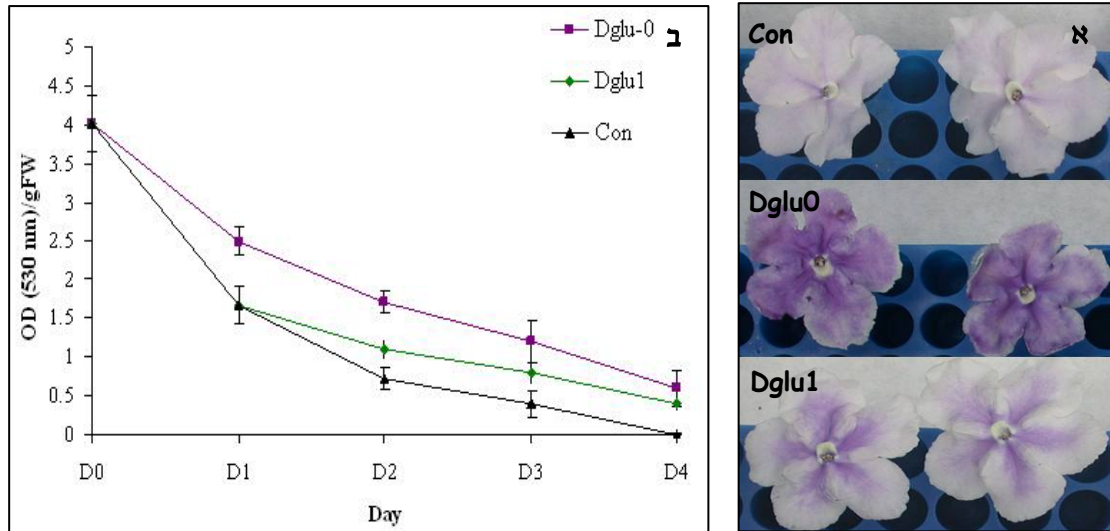 Dglu-0
ב
Dglu1
Con
5
4.5
4
3.5
3
2.5
2
1.5
1
0.5
0
OD (530 nm)/gFW
D0 D1 D2 D3 D4
Day
Con
א
Dglu0
Dglu1